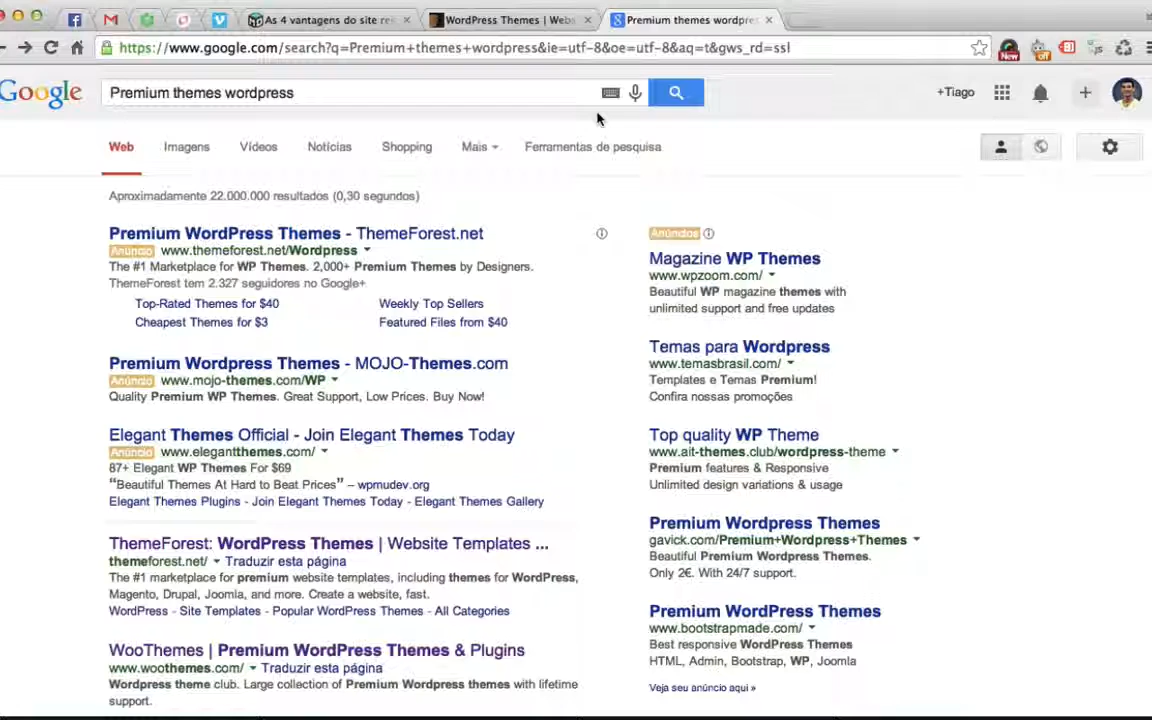 As 4 vantagens do site re
WordPress Themes | Webs
Premium themes wordpre
https://www.google.com/search?q=Premium+themes+wordpress&ie=utf-8&oe=utf-8&aq=t&gws_rd=ssl
New
off
Google
Premium themes wordpress
+Tiago
Web
Imagens
Vídeos
Notícias
Shopping
Mais
Ferramentas de pesquisa
Aproximadamente 22.000.000 resultados (0,30 segundos)
Premium WordPress Themes - ThemeForest.net
Anúncio www.themeforest.net/Wordpress
The #1 Marketplace for WP Themes. 2,000+ Premium Themes by Designers.
ThemeForest tem 2.327 seguidores no Google+
Top-Rated Themes for $40
Weekly Top Sellers
Cheapest Themes for $3
Featured Files from $40
Premium Wordpress Themes - MOJO-Themes.com
Anúncio www.mojo-themes.com/WP
Quality Premium WP Themes. Great Support, Low Prices. Buy Now!
Elegant Themes Official - Join Elegant Themes Today
Anúncio www.elegantthemes.com/
87+ Elegant WP Themes For $69
“Beautiful Themes At Hard to Beat Prices” – wpmudev.org
Elegant Themes Plugins - Join Elegant Themes Today - Elegant Themes Gallery
ThemeForest: WordPress Themes | Website Templates ...
themeforest.net/ Traduzir esta página
The #1 marketplace for premium website templates, including themes for WordPress,
Magento, Drupal, Joomla, and more. Create a website, fast.
WordPress - Site Templates - Popular WordPress Themes - All Categories
WooThemes | Premium WordPress Themes & Plugins
www.woothemes.com/ Traduzir esta página
Wordpress theme club. Large collection of Premium Wordpress themes with lifetime
support.
Anúncios
Magazine WP Themes
www.wpzoom.com/
Beautiful WP magazine themes with
unlimited support and free updates
Temas para Wordpress
www.temasbrasil.com/
Templates e Temas Premium!
Confira nossas promoções
Top quality WP Theme
www.ait-themes.club/wordpress-theme
Premium features & Responsive
Unlimited design variations & usage
Premium Wordpress Themes
gavick.com/Premium+Wordpress+Themes
Beautiful Premium Wordpress Themes.
Only 2€. With 24/7 support.
Premium WordPress Themes
www.bootstrapmade.com/
Best responsive WordPress Themes
HTML, Admin, Bootstrap, WP, Joomla
Veja seu anúncio aqui »